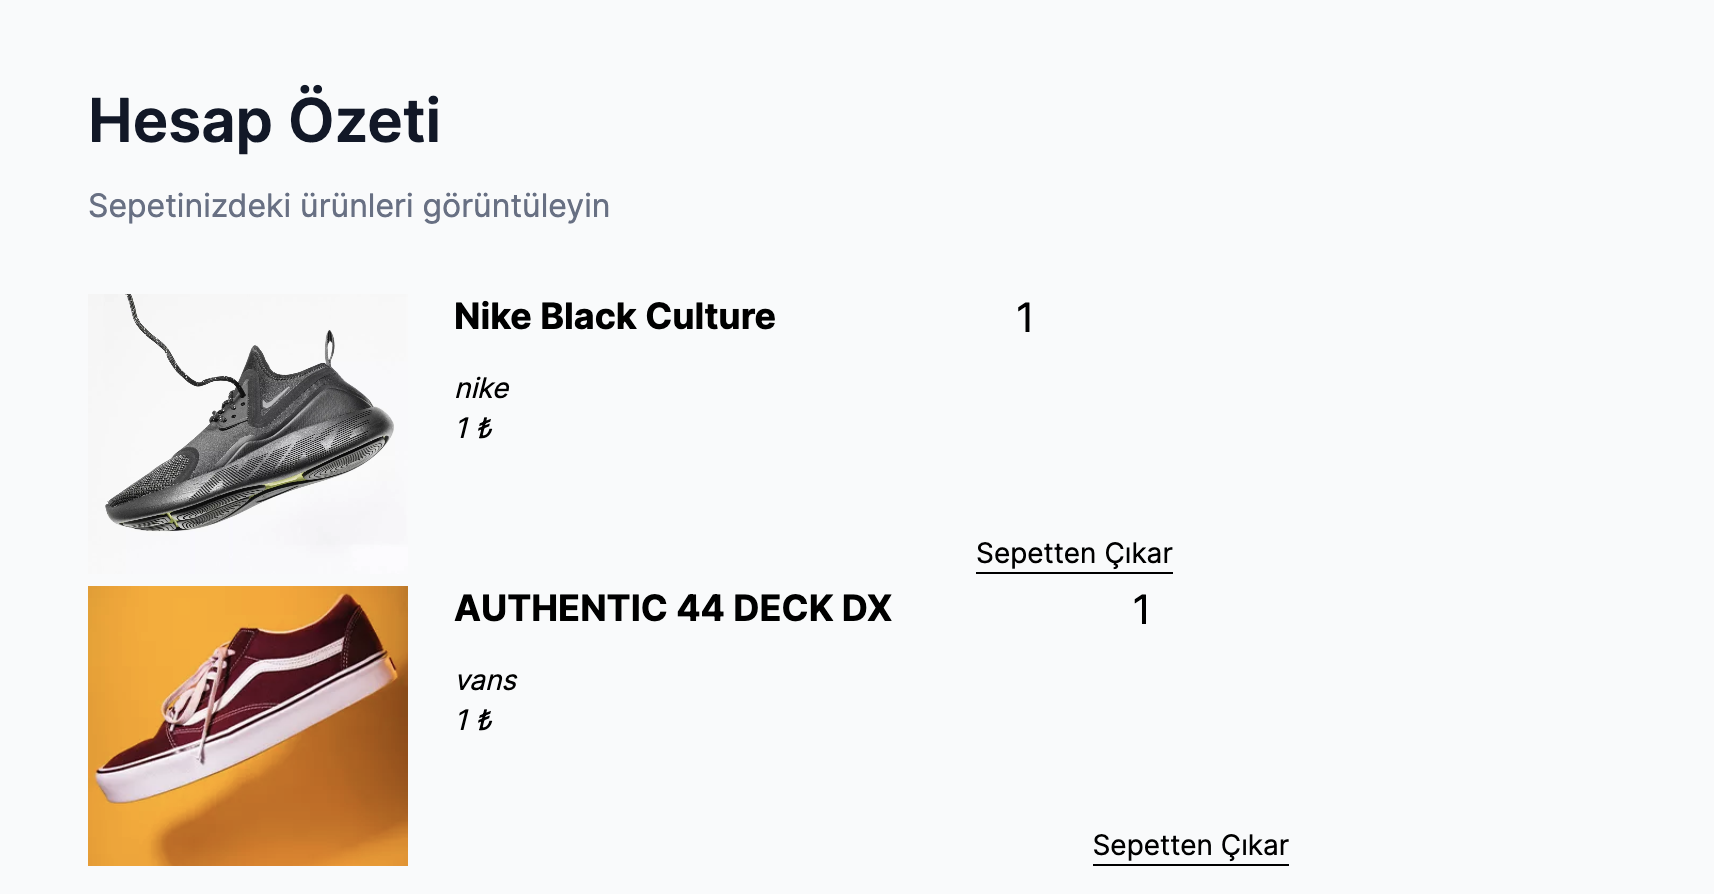 Hesap Özeti
Sepetinizdeki ürünleri görüntüleyin
Nike Black Culture
1
nike
1 ₺
Sepetten Çıkar
AUTHENTIC 44 DECK DX
1
vans
1 ₺
Sepetten Çıkar